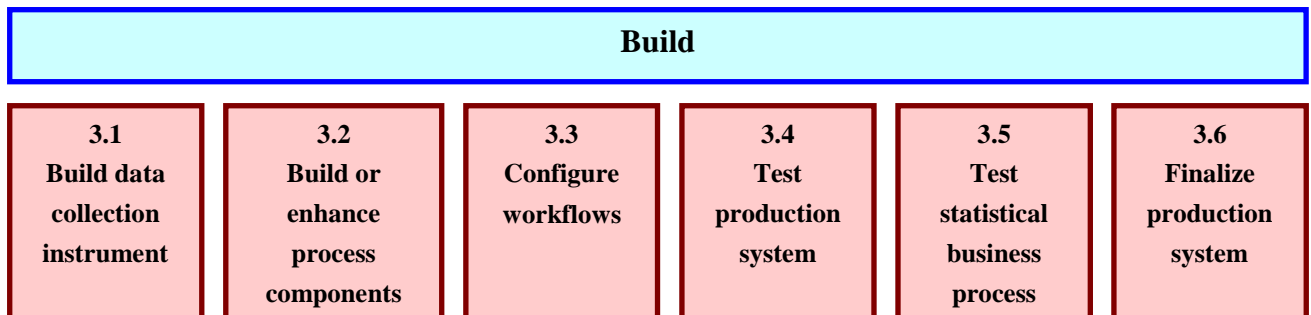 Build
3.1
Build data
collection
instrument
3.2
Build or
enhance
process
components
3.3
Configure
workflows
3.4
Test
production
system
3.5
Test
statistical
business
process
3.6
Finalize
production
system